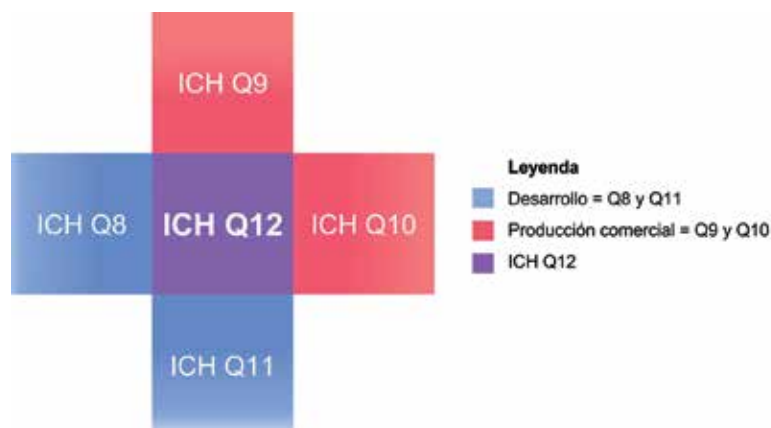 ICH Q9
ICH Q8
ICH Q12
ICH Q10
ICH Q11
Leyenda
Desarrollo = Q8 y Q11
Producción comercial = Q9 y Q10
ICH Q12